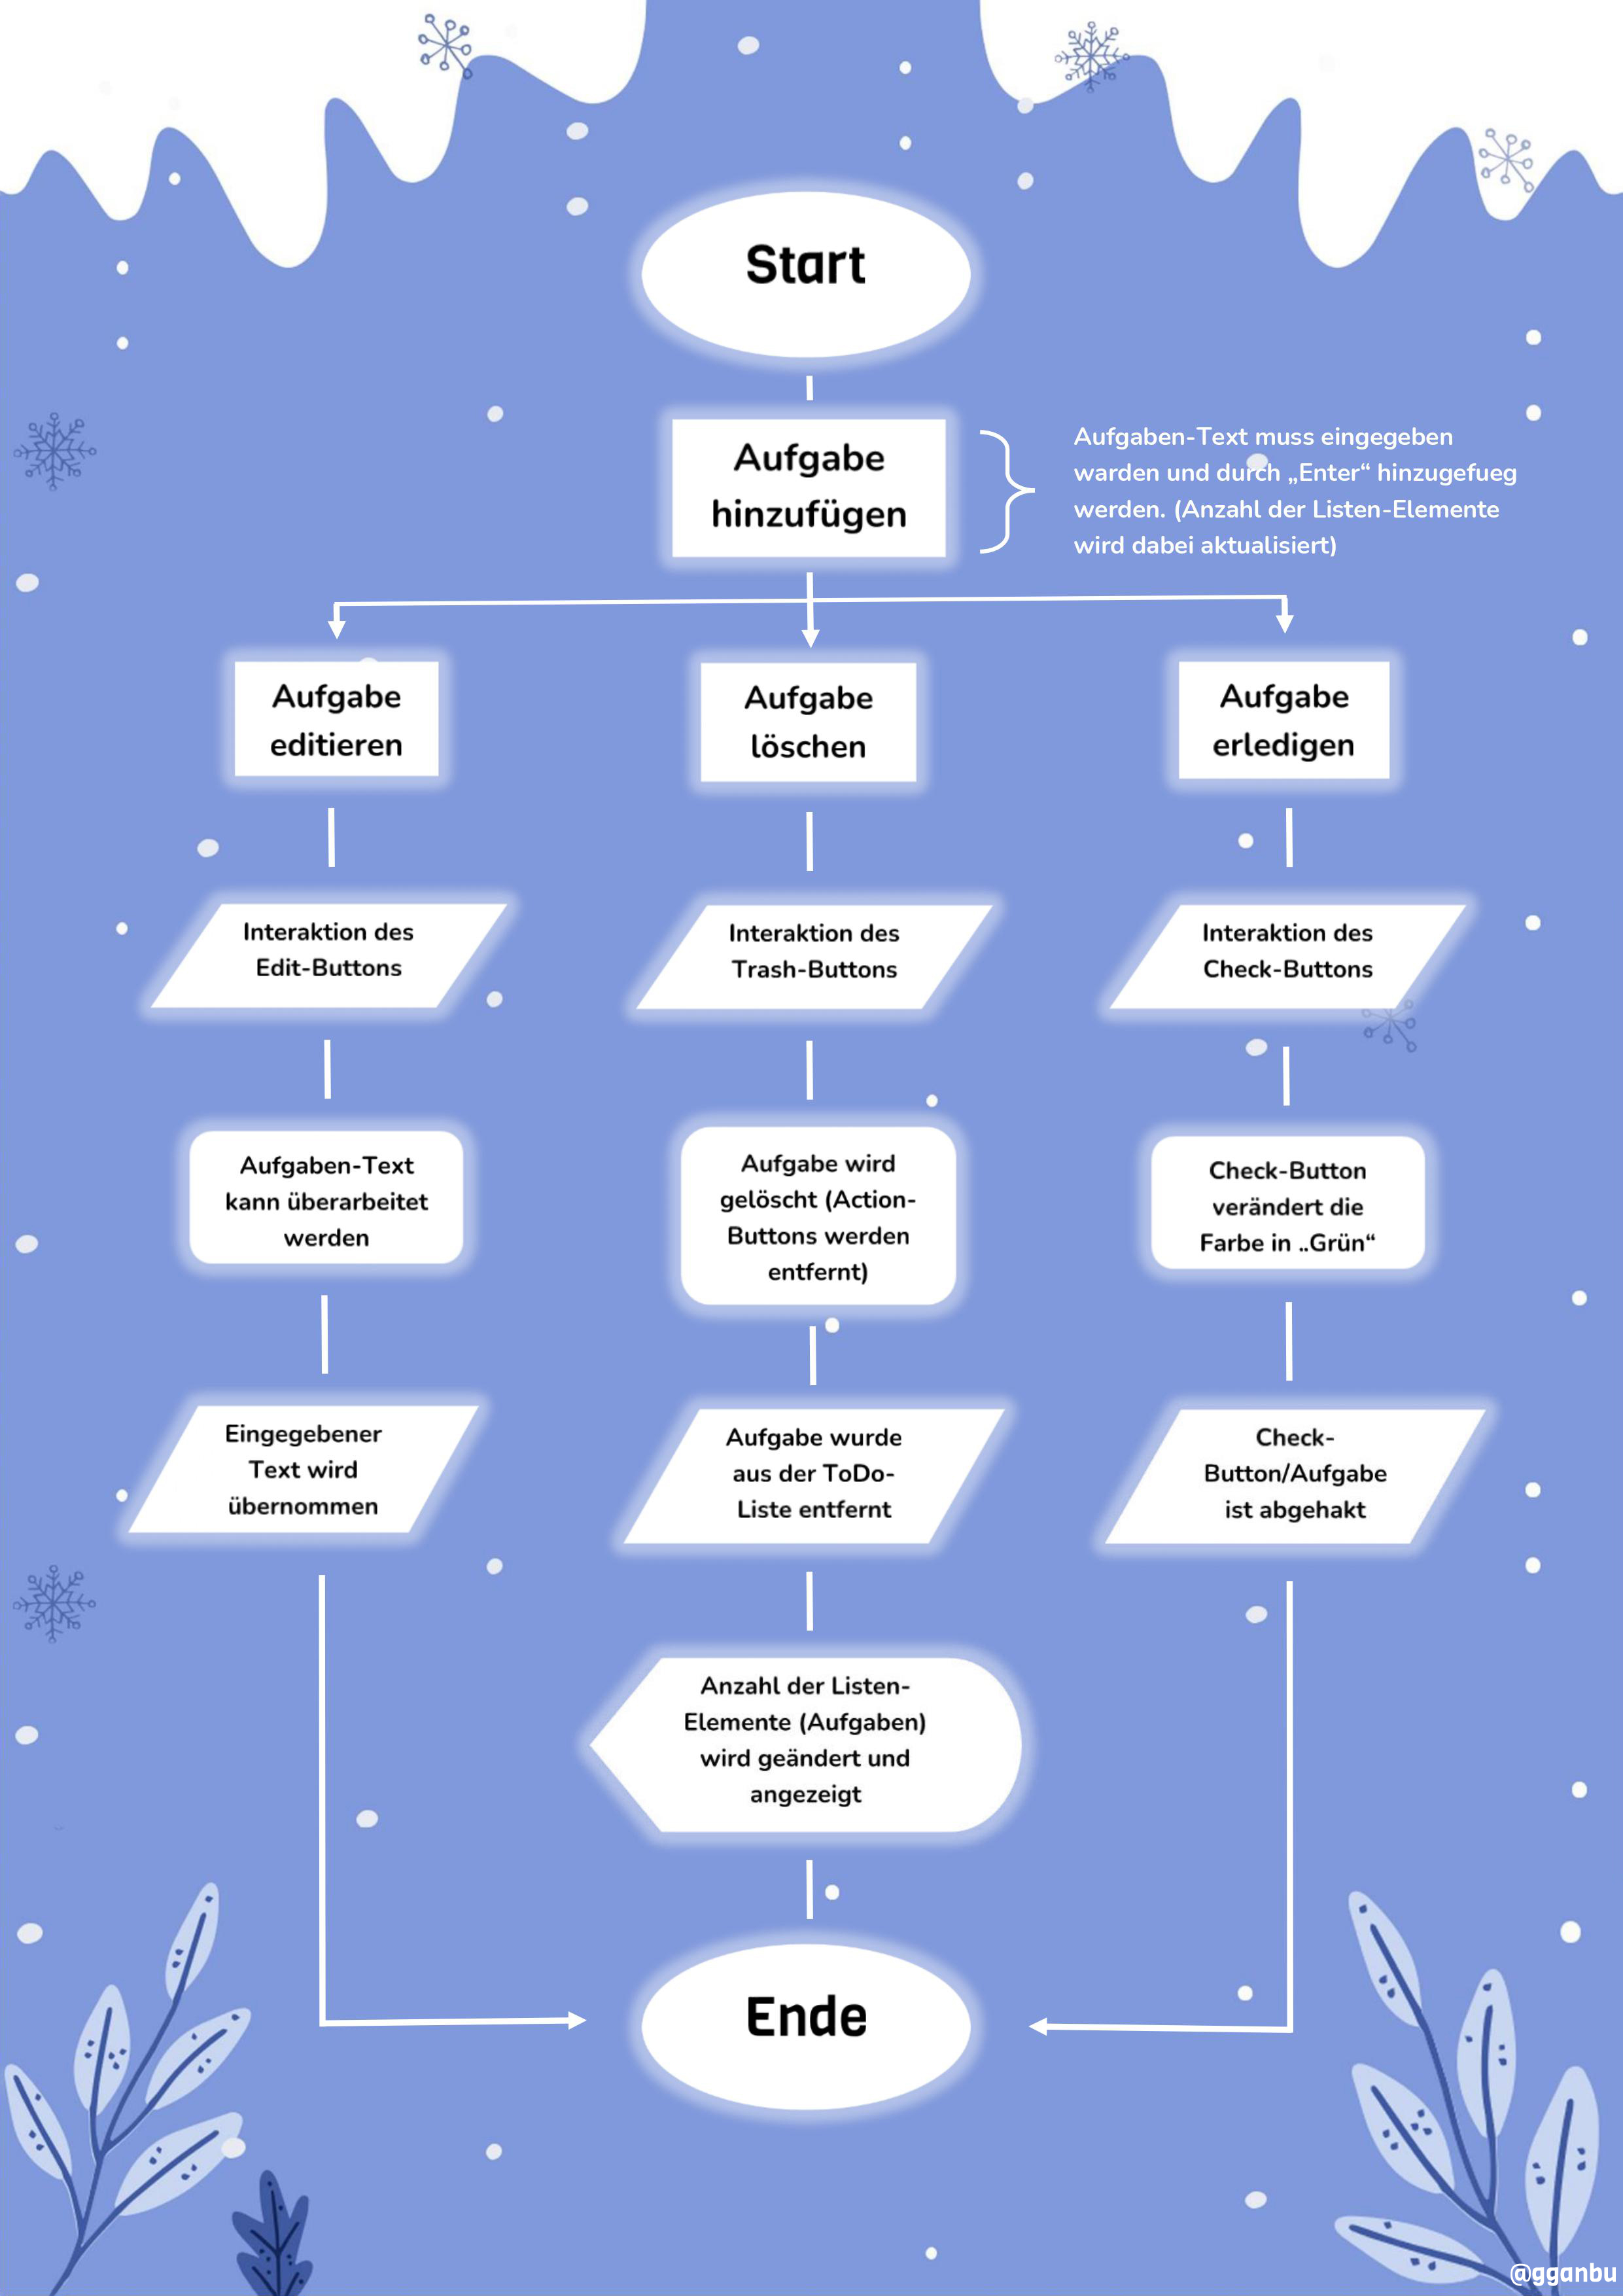 Start
Aufgabe
hinzufügen
Aufgaben-Text muss eingegeben
warden und durch „Enter“ hinzugefueg
werden. (Anzahl der Listen-Elemente
wird dabei aktualisiert)
Aufgabe
editieren
Aufgabe
löschen
Aufgabe
erledigen
Interaktion des
Edit-Buttons
Interaktion des
Trash-Buttons
Interaktion des
Check-Buttons
Aufgaben-Text
kann überarbeitet
werden
Aufgabe wird
gelöscht (Action-
Buttons werden
entfernt)
Check-Button
verändert die
Farbe in „Grün“
Eingegebener
Text wird
übernommen
Aufgabe wurde
aus der ToDo-
Liste entfernt
Check-
Button/Aufgabe
ist abgehakt
Anzahl der Listen-
Elemente (Aufgaben)
wird geändert und
angezeigt
Ende
@gganbu